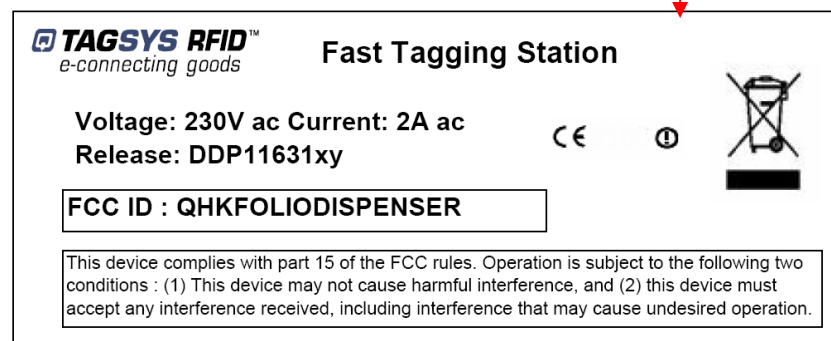 TAGSYS RFID™
e-connecting goods
Fast Tagging Station
Voltage: 230V ac Current: 2A ac
Release: DDP11631xy
CE
FCC ID : QHKFOLIODISPENSER
This device complies with part 15 of the FCC rules. Operation is subject to the following two
conditions : (1) This device may not cause harmful interference, and (2) this device must
accept any interference received, including interference that may cause undesired operation.